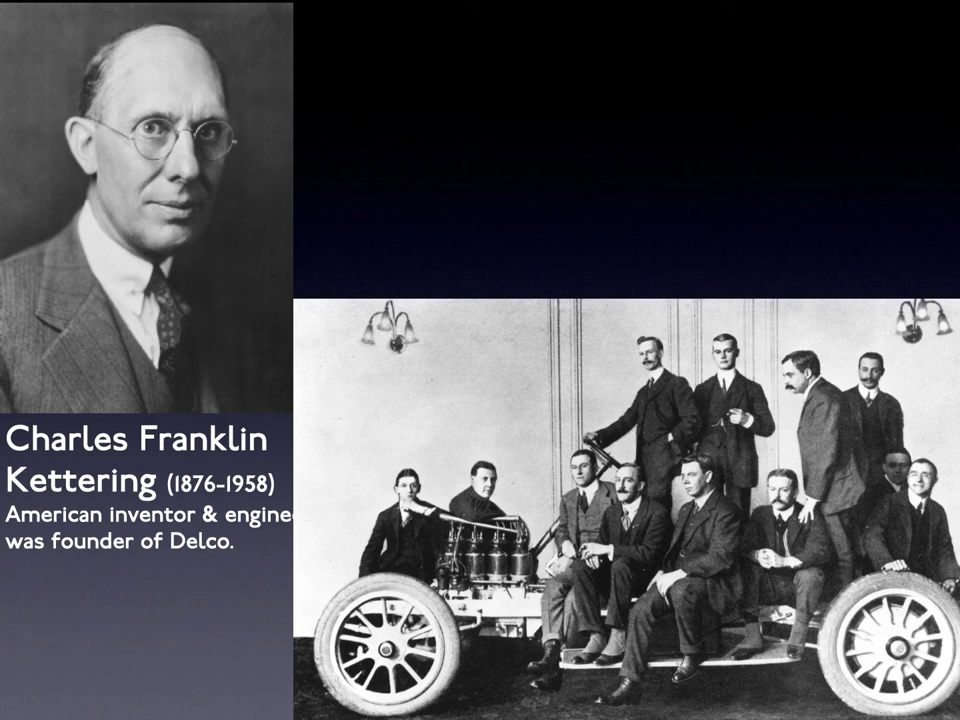 Charles Franklin
Kettering (1876-1958)
American inventor & engine
was founder of Delco.